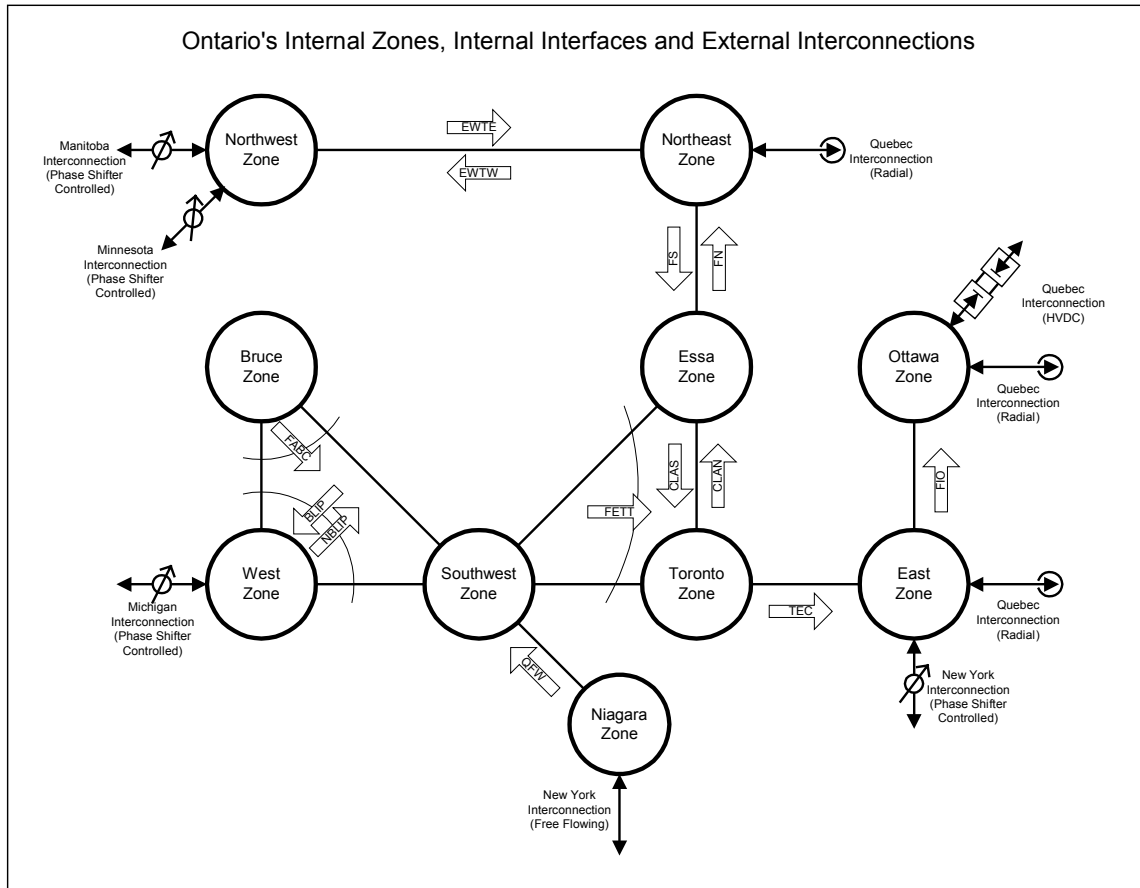 Ontario's Internal Zones, Internal Interfaces and External Interconnections
Manitoba
Interconnection
(Phase Shifter
Controlled)
Northwest
Zone
EWTE
EWTW
Northeast
Zone
Quebec
Interconnection
(Radial)
Minnesota
Interconnection
(Phase Shifter
Controlled)
FS
FN
Quebec
Interconnection
(HVDC)
Bruce
Zone
Essa
Zone
Ottawa
Zone
Quebec
Interconnection
(Radial)
FABC
CLAS
CLAN
FIO
BLIP
NBLIP
FETT
West
Zone
Southwest
Zone
Toronto
Zone
East
Zone
Michigan
Interconnection
(Phase Shifter
Controlled)
TEC
Quebec
Interconnection
(Radial)
QFW
New York
Interconnection
(Phase Shifter
Controlled)
Niagara
Zone
New York
Interconnection
(Free Flowing)